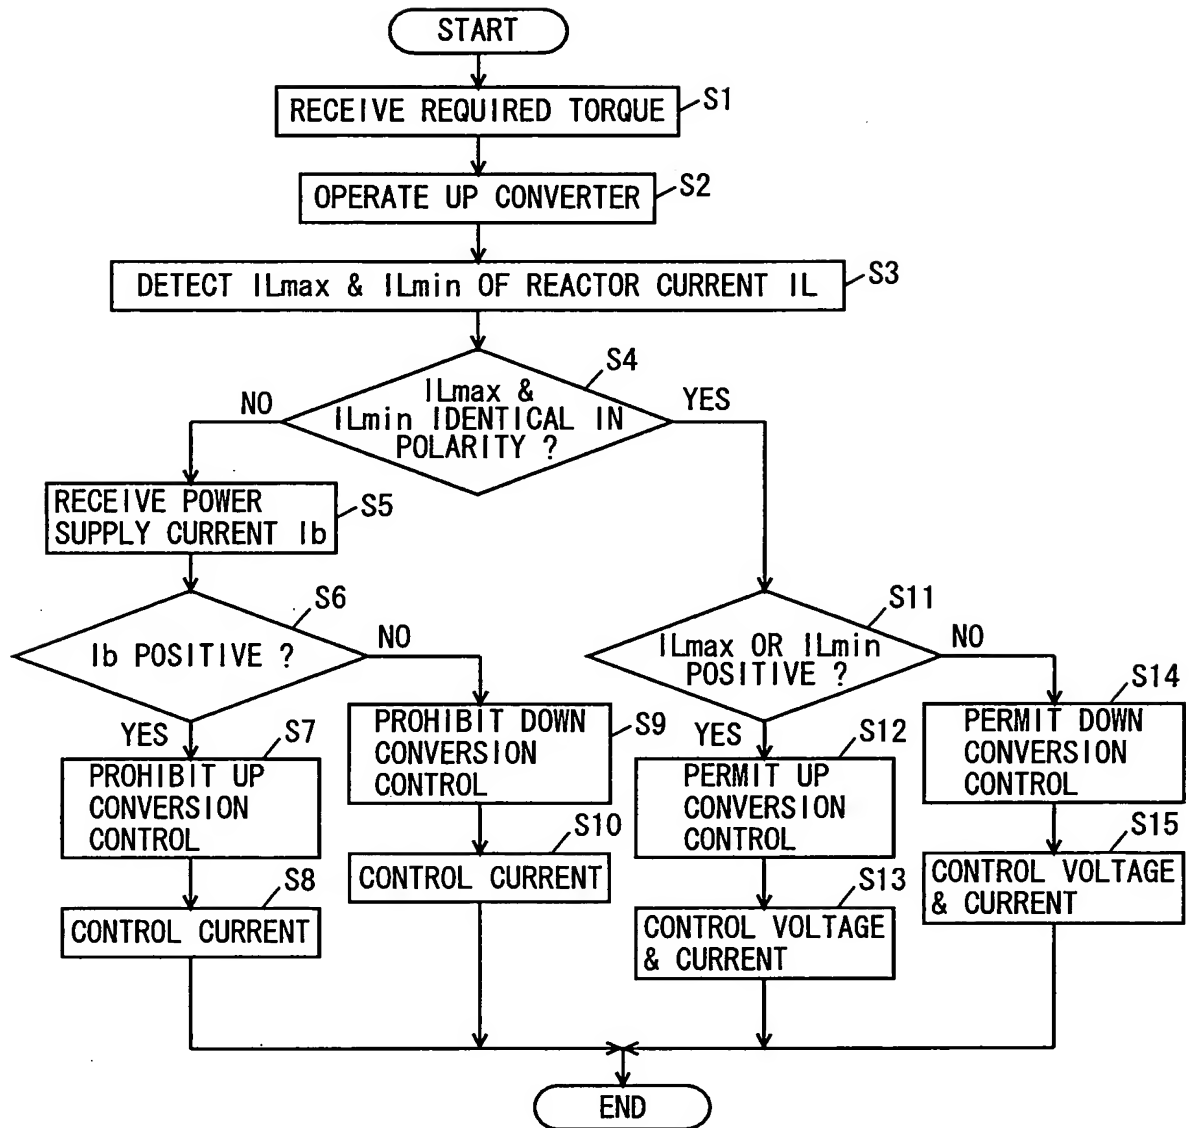 START
RECEIVE REQUIRED TORQUE
S1
OPERATE UP CONVERTER
S2
DETECT ILmax & ILmin OF REACTOR CURRENT IL
S3
S4
ILmax &
ILmin IDENTICAL IN
POLARITY ?
NO
YES
RECEIVE POWER
SUPPLY CURRENT Ib
S5
S6
Ib POSITIVE ?
NO
YES
S7
PROHIBIT UP
CONVERSION
CONTROL
S8
CONTROL CURRENT
PROHIBIT DOWN
CONVERSION
CONTROL
S9
S10
CONTROL CURRENT
S11
ILmax OR ILmin
POSITIVE ?
NO
YES
S12
PERMIT UP
CONVERSION
CONTROL
S13
CONTROL VOLTAGE
& CURRENT
S14
PERMIT DOWN
CONVERSION
CONTROL
S15
CONTROL VOLTAGE
& CURRENT
END